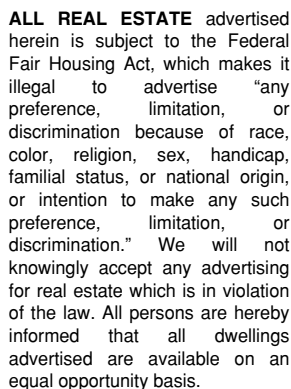 ALL REAL ESTATE advertised
herein is subject to the Federal
Fair Housing Act, which makes it
illegal to advertise “any
preference, limitation, or
discrimination because of race,
color, religion, sex, handicap,
familial status, or national origin,
or intention to make any such
preference, limitation, or
discrimination.” We will not
knowingly accept any advertising
for real estate which is in violation
of the law. All persons are hereby
informed that all dwellings
advertised are available on an
equal opportunity basis.